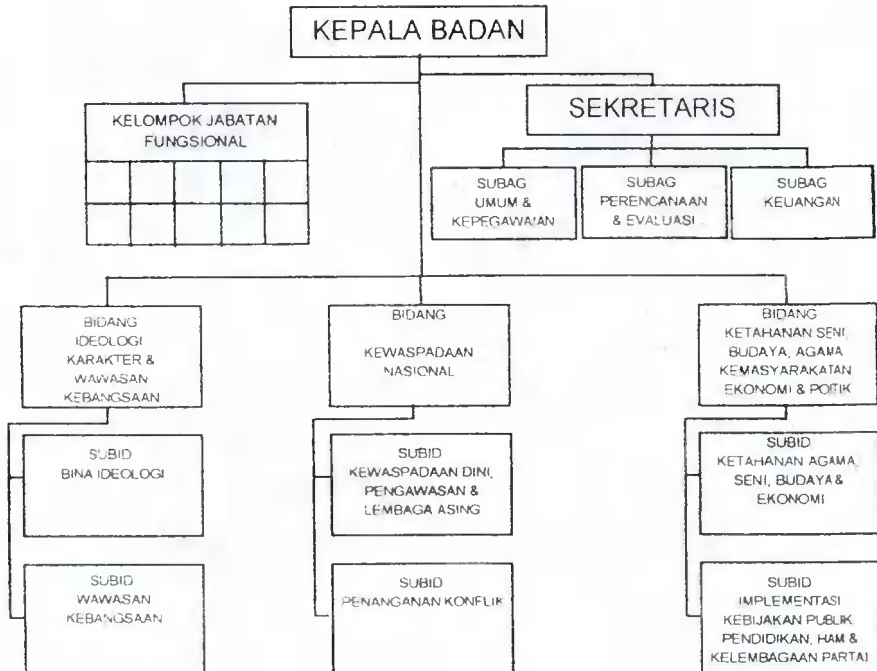 KEPALA BADAN
KELOMPOK JABATAN
FUNGSIONAL
SEKRETARIS
SUBAG
UMUM &
KEPEGAWAIAN
SUBAG
PERENCANAAN
& EVALUASI
SUBAG
KEUANGAN
BIDANG
IDEOLOGI
KARAKTER &
WAWASAN
KEBANGSAAN
BIDANG
KEWASPADAAN
NASIONAL
BIDANG
KETAHANAN SENI,
BUDAYA, AGAMA
KEMASYARAKATAN
EKONOMI & POITIK
SUBID
BINA IDEOLOGI
SUBID
KEWASPADAAN DINI,
PENGAWASAN &
LEMBAGA ASING
SUBID
KETAHANAN AGAMA,
SENI, BUDAYA &
EKONOMI
SUBID
WAWASAN
KEBANGSAAN
SUBID
PENANGANAN KONFLIK
SUBID
IMPLEMENTASI
KEBIJAKAN PUBLIK
PENDIDIKAN, HAM &
KELEMBAGAAN PARTAI